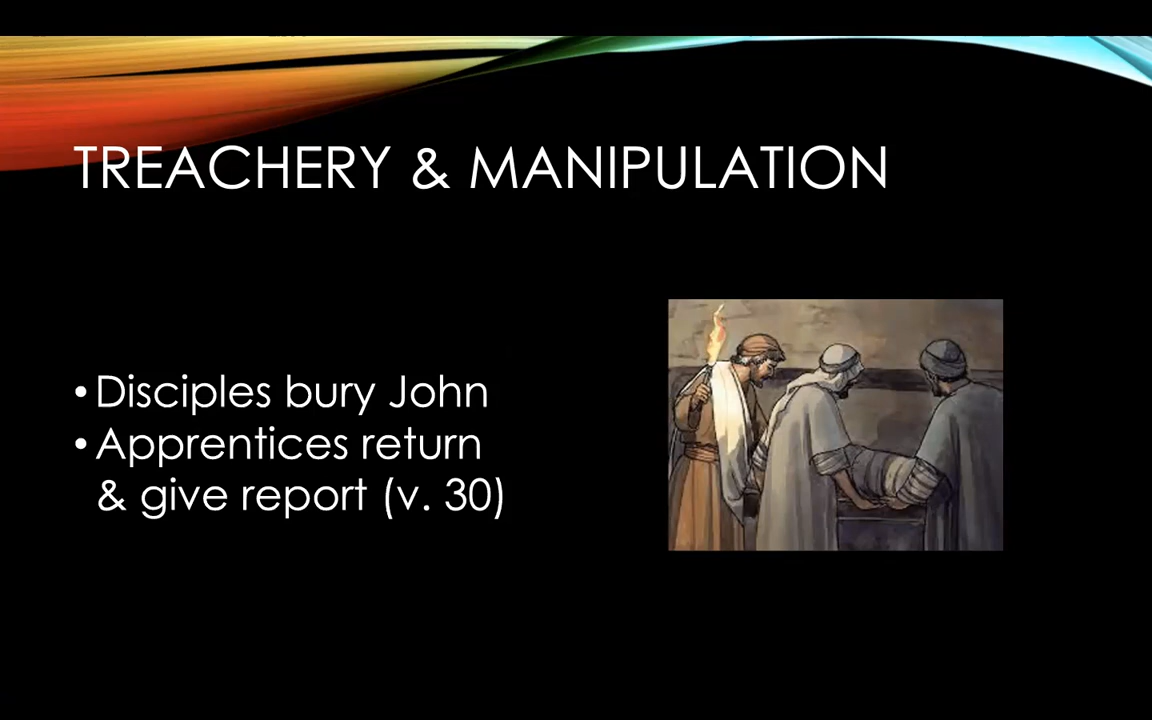 TREACHERY & MANIPULATION
• Disciples bury John
• Apprentices return
& give report (v. 30)